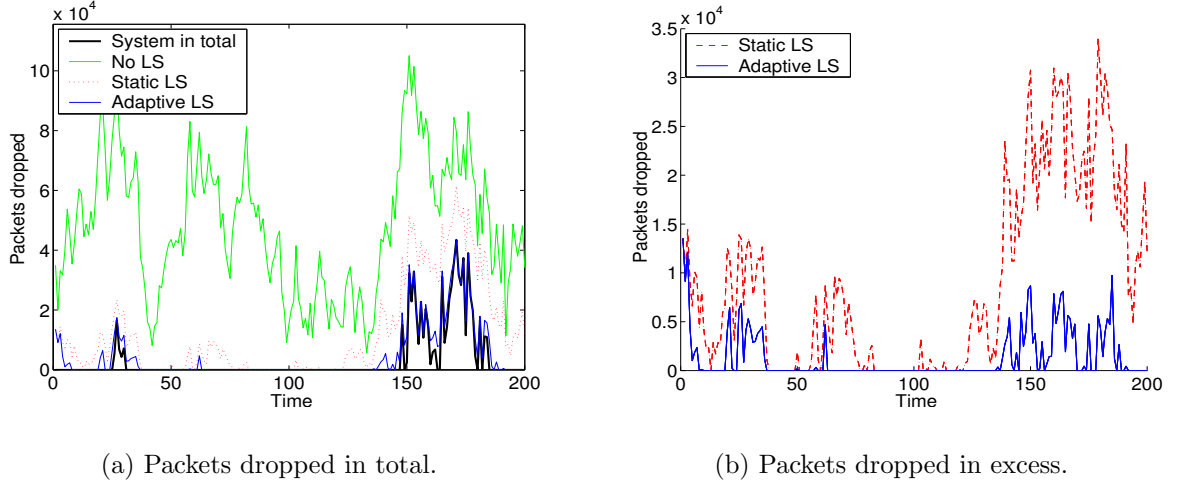 x 10^4
System in total
No LS
Static LS
Adaptive LS
Packets dropped
10
8
6
4
2
0
0
50
100
150
200
Time
(a) Packets dropped in total.
x 10^4
Static LS
Adaptive LS
Packets dropped
3.5
3
2.5
2
1.5
1
0.5
0
0
50
100
150
200
Time
(b) Packets dropped in excess.